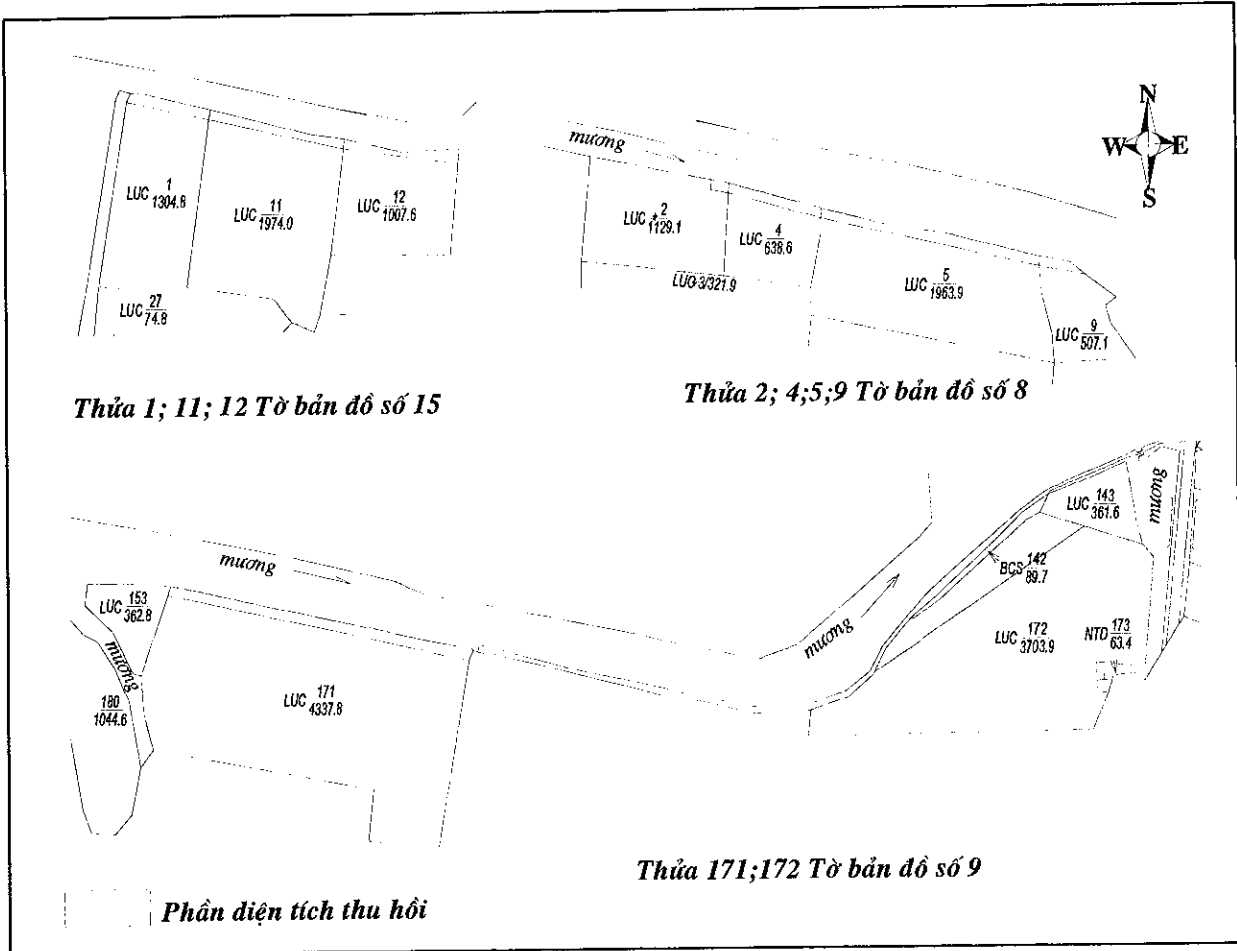 N
W E
S
mương
LUC 1/1304.8
LUC 11/1974.0
LUC 12/1007.6
LUC 27/74.8
LUC 2/1129.1
LUC 4/638.6
LUC 3/321.9
LUC 5/1963.9
LUC 9/507.1
Thửa 1; 11; 12 Tờ bản đồ số 15
Thửa 2; 4;5;9 Tờ bản đồ số 8
mương
LUC 153/362.8
mương
180/1044.6
LUC 171/4337.8
mương
LUC 143/361.6
mương
BCS 142/89.7
LUC 172/3703.9
NTD 173/63.4
Thửa 171;172 Tờ bản đồ số 9
Phần diện tích thu hồi